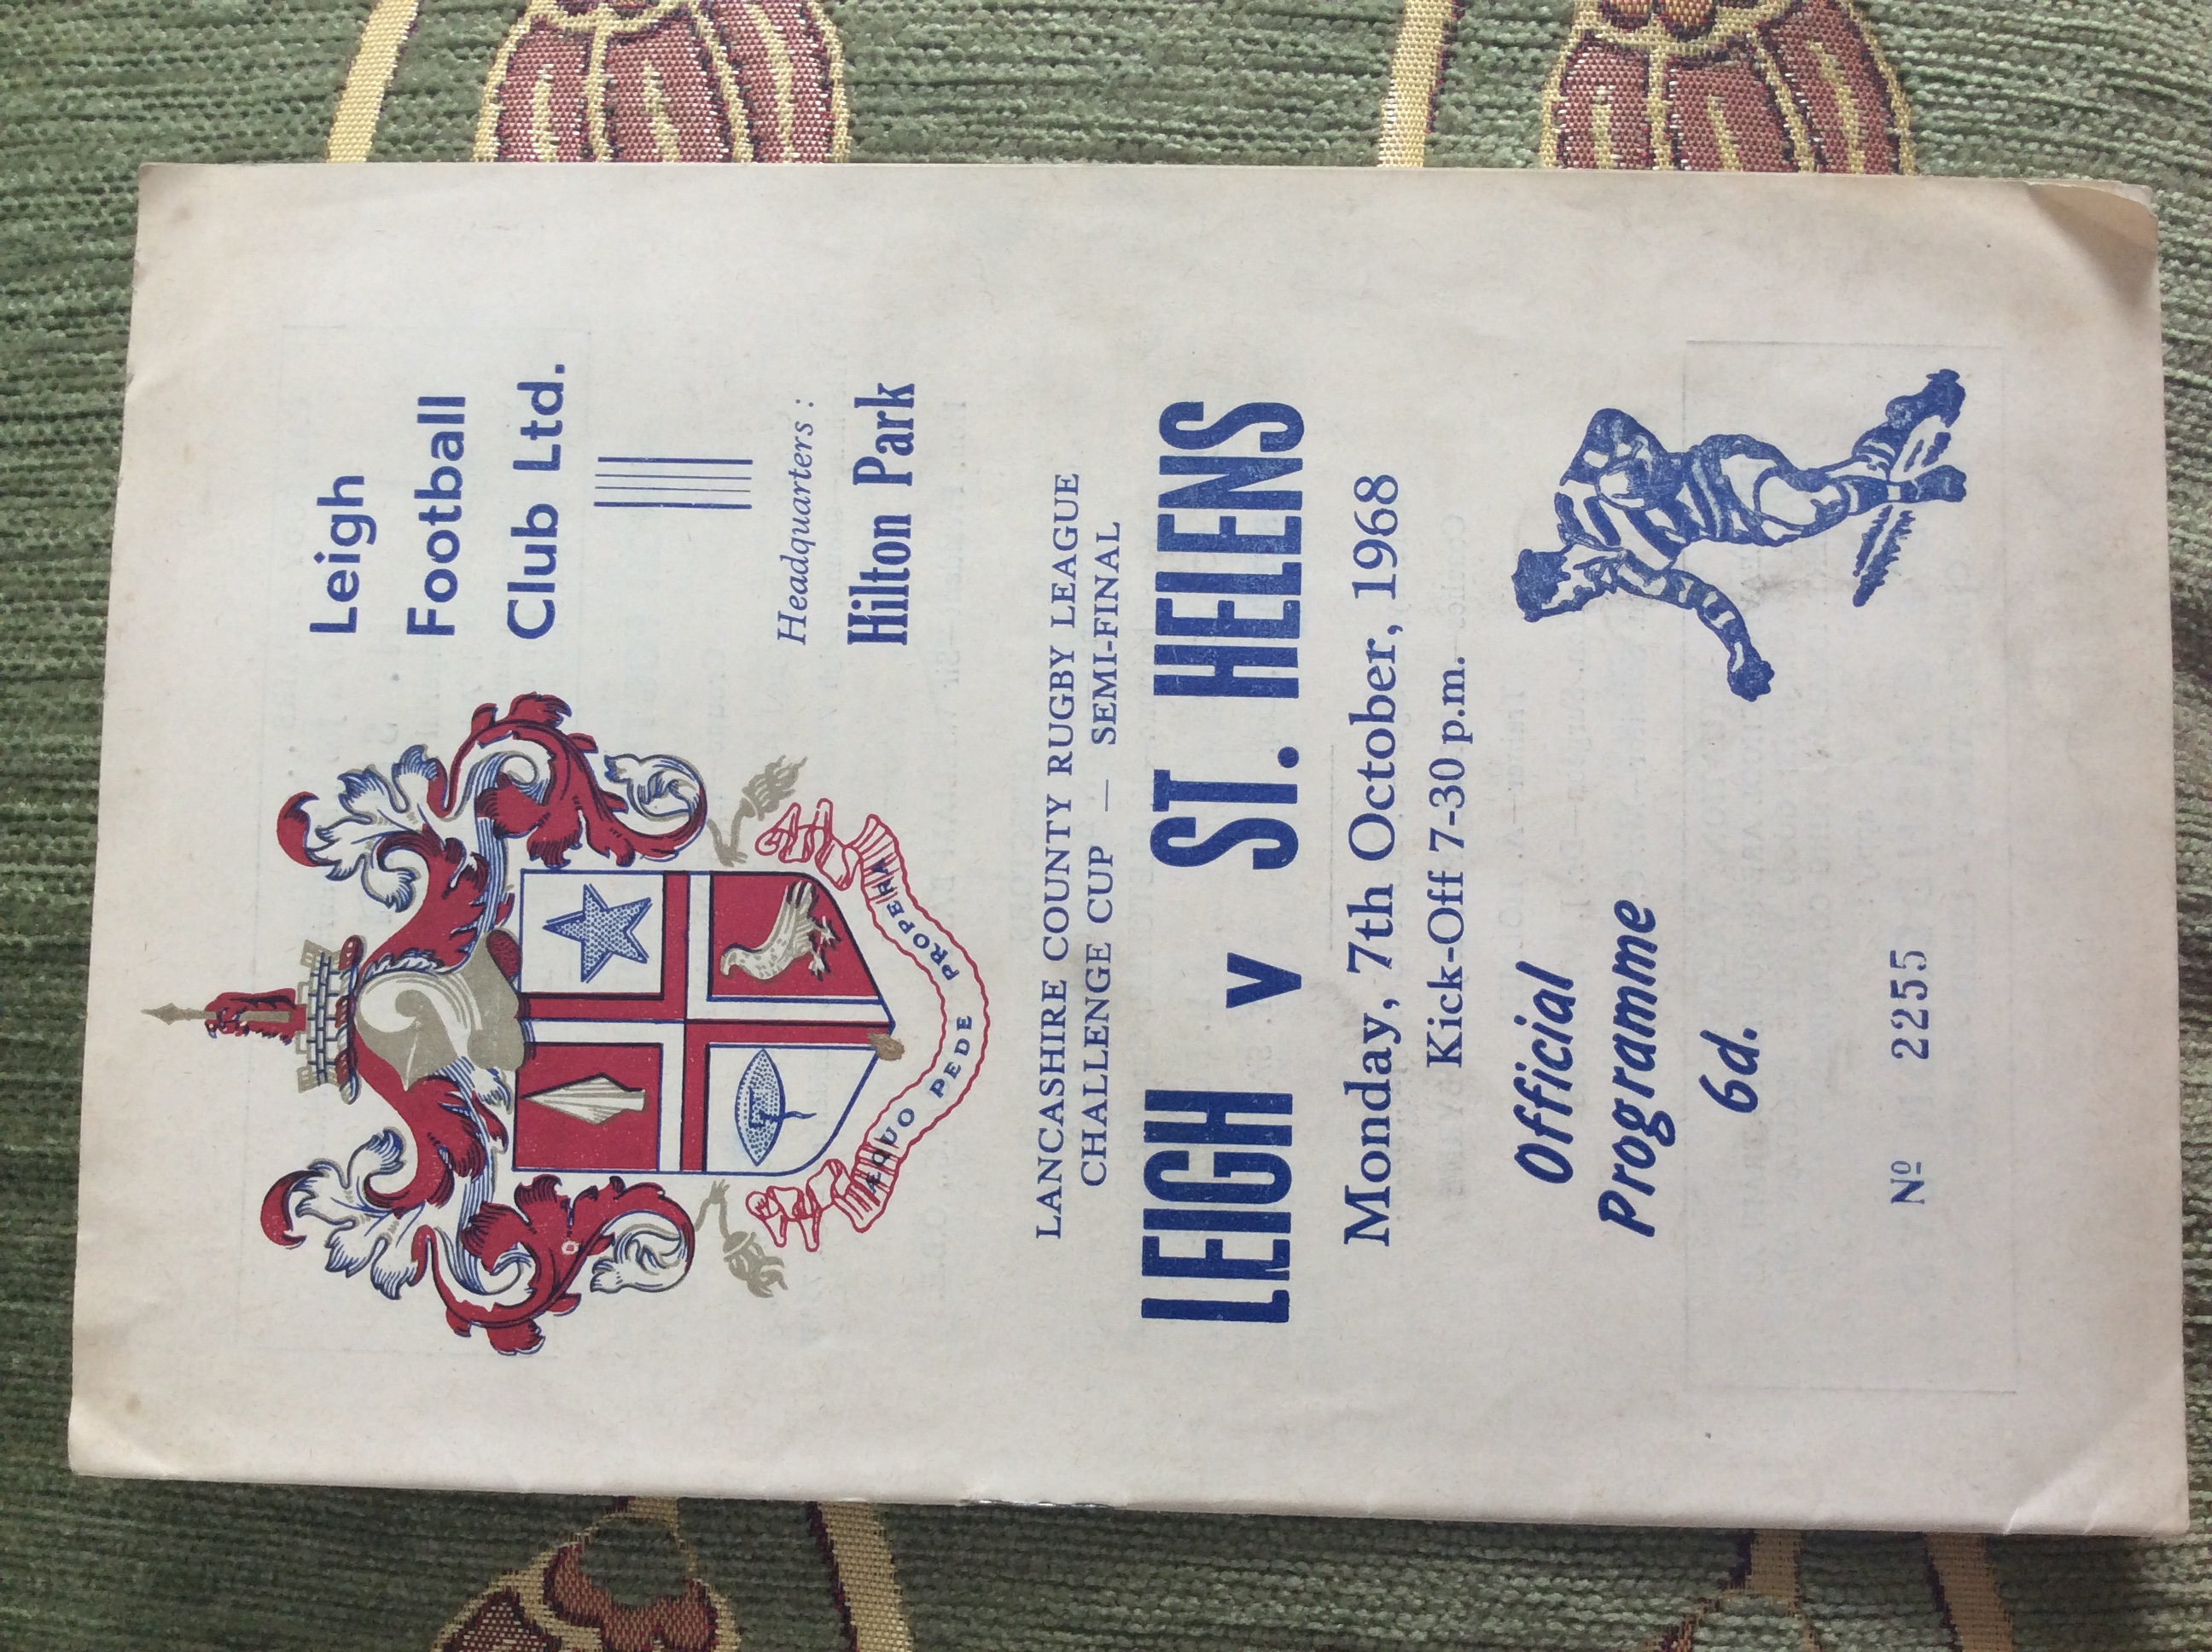 Leigh
Football
Club Ltd.
Headquarters :
Hilton Park
ÆQUO PEDE PROPERA
LANCASHIRE COUNTY RUGBY LEAGUE
CHALLENGE CUP — SEMI-FINAL
LEIGH v ST. HELENS
Monday, 7th October, 1968
Kick-Off 7-30 p.m.
Official
Programme
6d.
Nº 2255